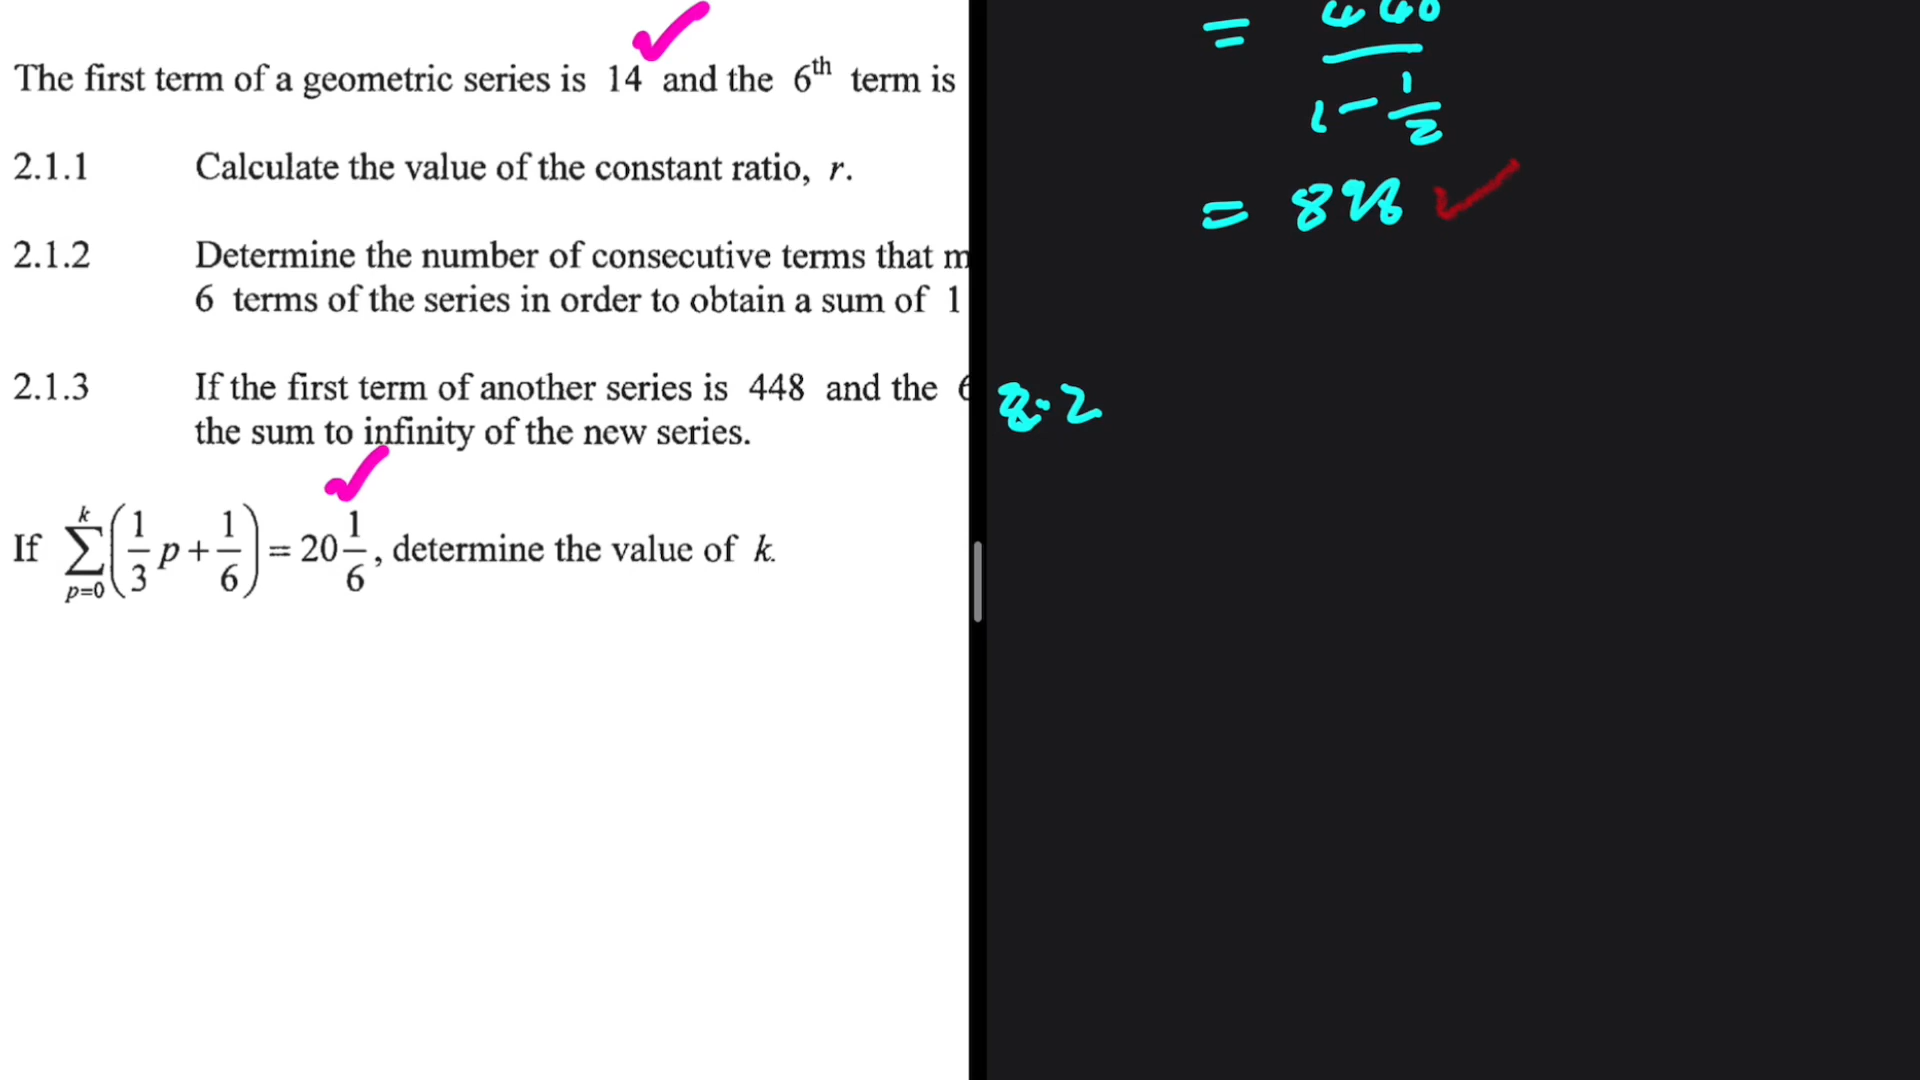 The first term of a geometric series is 14 and the 6th term is
2.1.1 Calculate the value of the constant ratio, r.
2.1.2 Determine the number of consecutive terms that m
6 terms of the series in order to obtain a sum of 1
2.1.3 If the first term of another series is 448 and the 6
the sum to infinity of the new series.
If ∑_{p=0}^{k} (1/3 p + 1/6) = 20 1/6, determine the value of k.
= 448 / (1 - 1/2)
= 896
2.2